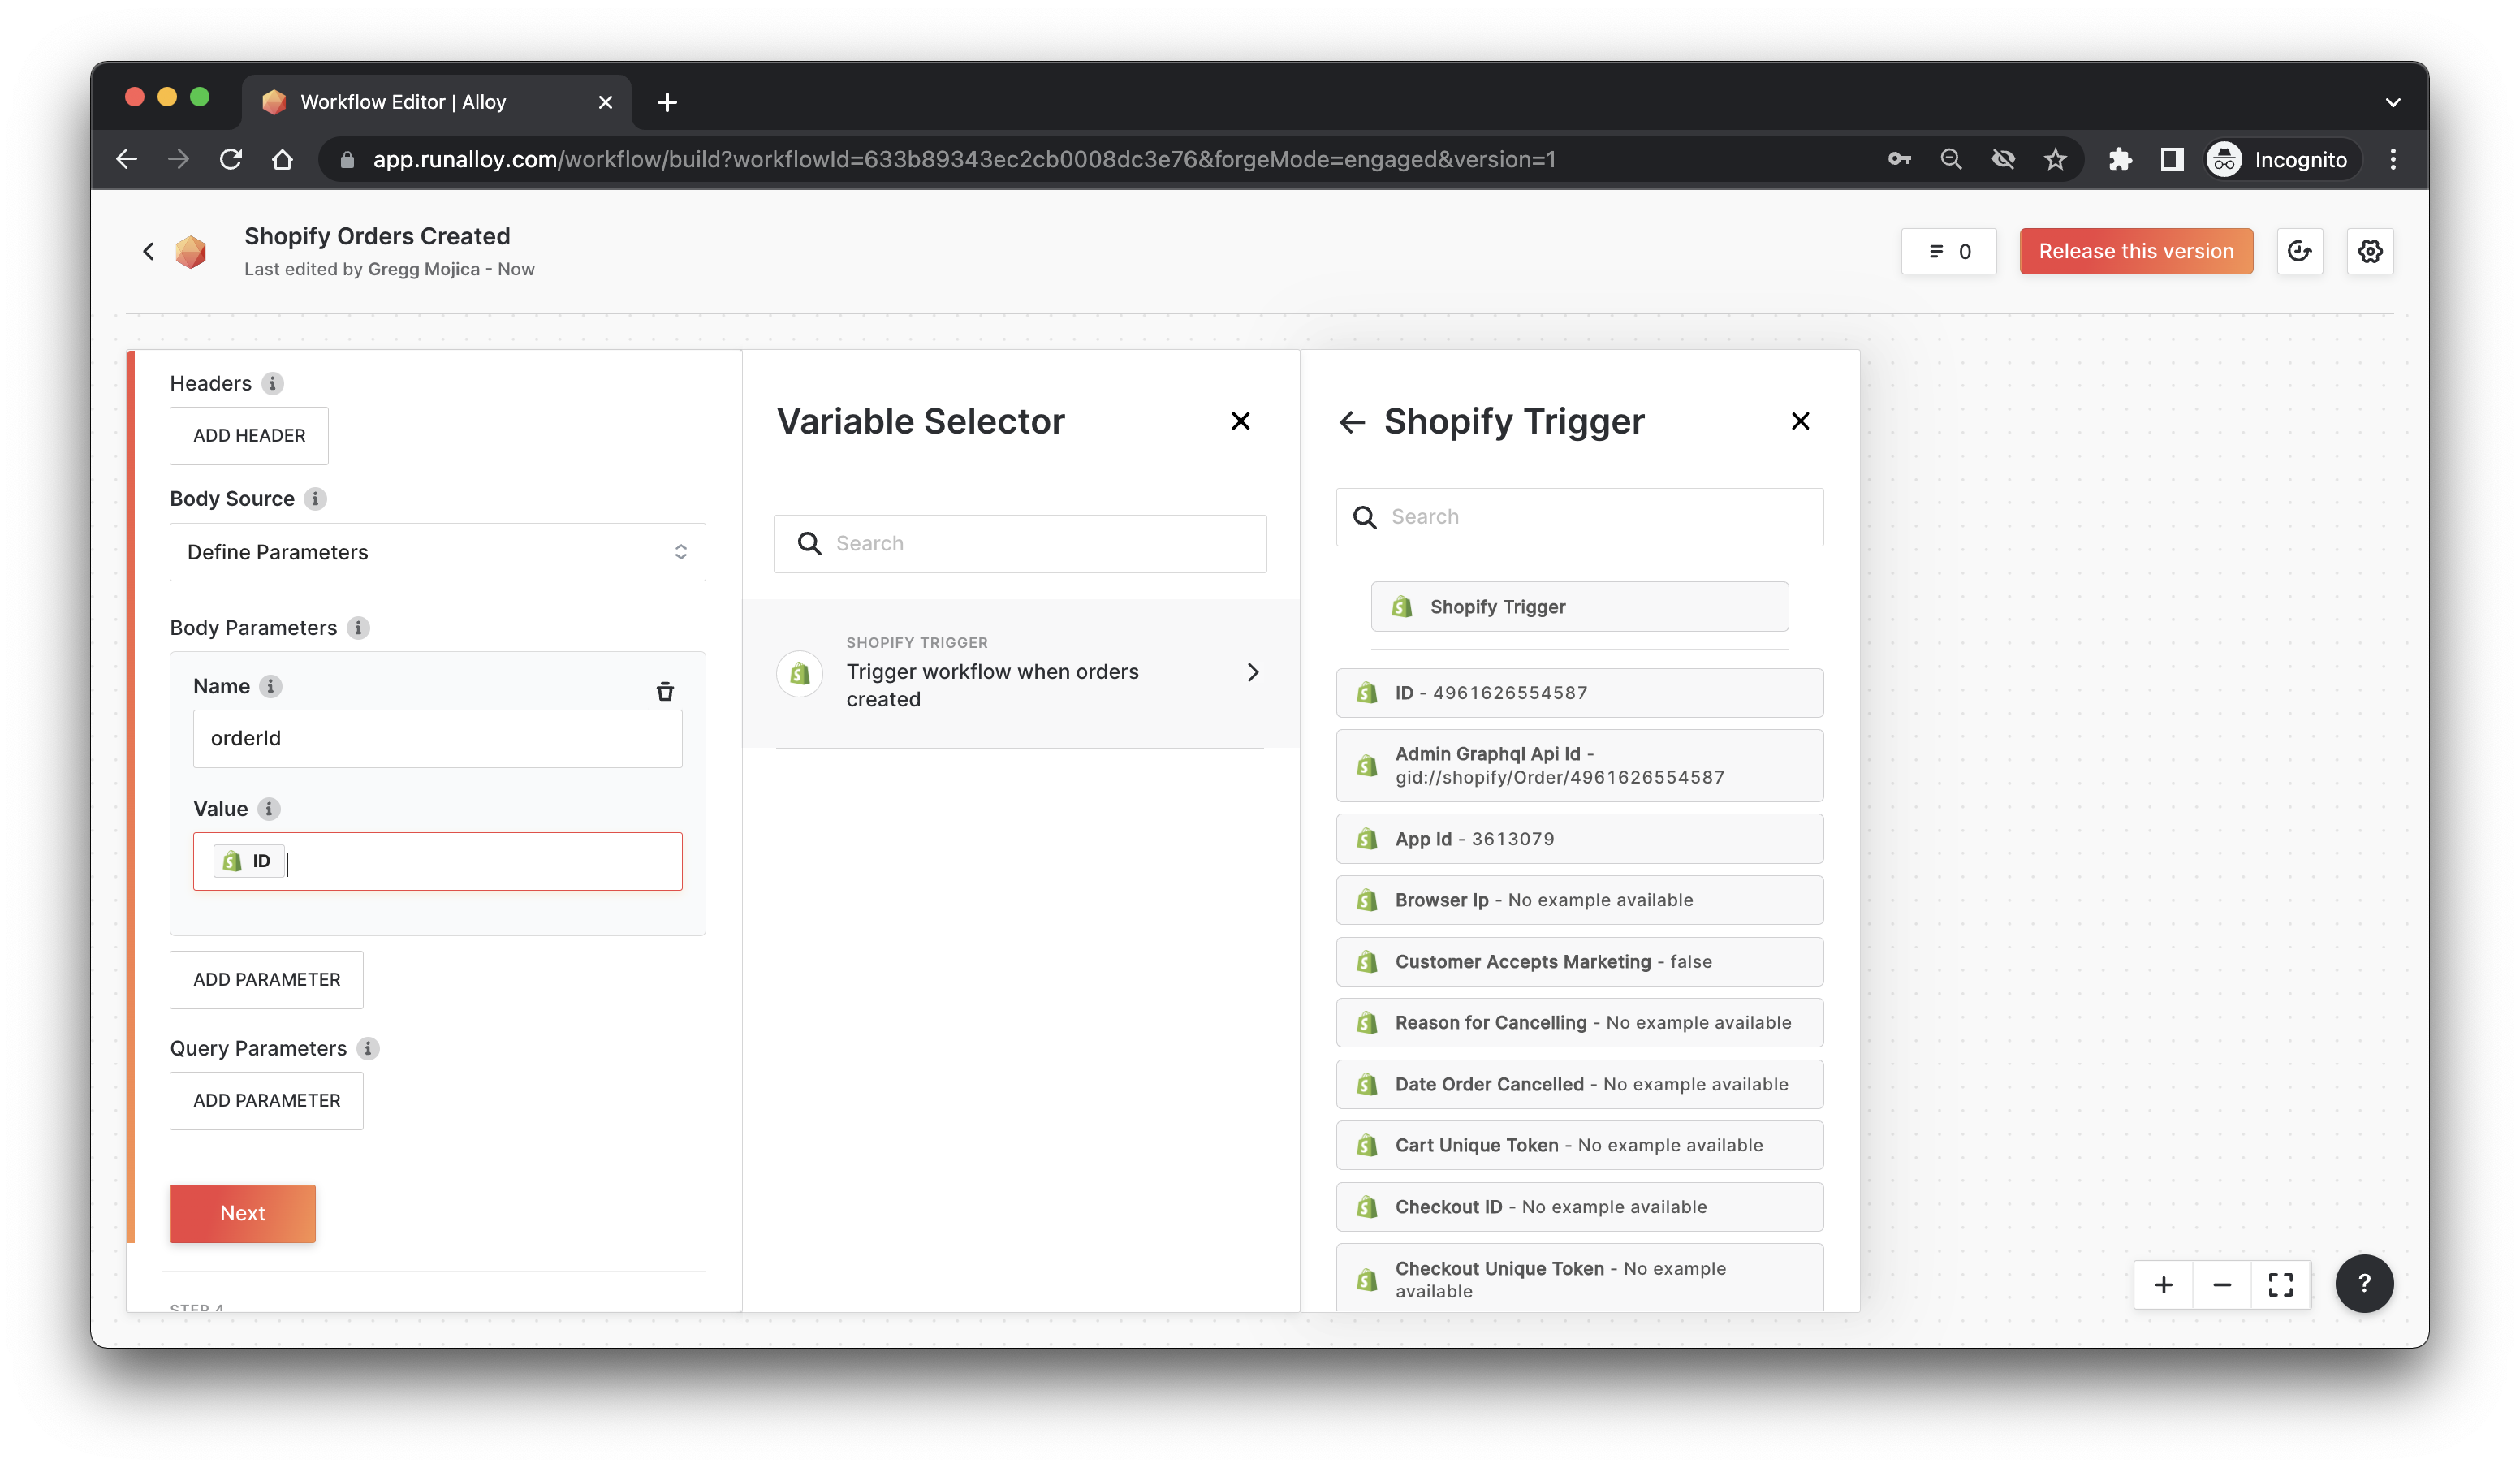 Workflow Editor | Alloy
app.runalloy.com/workflow/build?workflowId=633b89343ec2cb0008dc3e76&forgeMode=engaged&version=1
Incognito
Shopify Orders Created
Last edited by Gregg Mojica - Now
0
Release this version
Headers
ADD HEADER
Body Source
Define Parameters
Body Parameters
Name
orderId
Value
ID
ADD PARAMETER
Query Parameters
ADD PARAMETER
Next
STEP 4
Variable Selector
Search
SHOPIFY TRIGGER
Trigger workflow when orders
created
Shopify Trigger
Search
Shopify Trigger
ID - 4961626554587
Admin Graphql Api Id -
gid://shopify/Order/4961626554587
App Id - 3613079
Browser Ip - No example available
Customer Accepts Marketing - false
Reason for Cancelling - No example available
Date Order Cancelled - No example available
Cart Unique Token - No example available
Checkout ID - No example available
Checkout Unique Token - No example
available
?